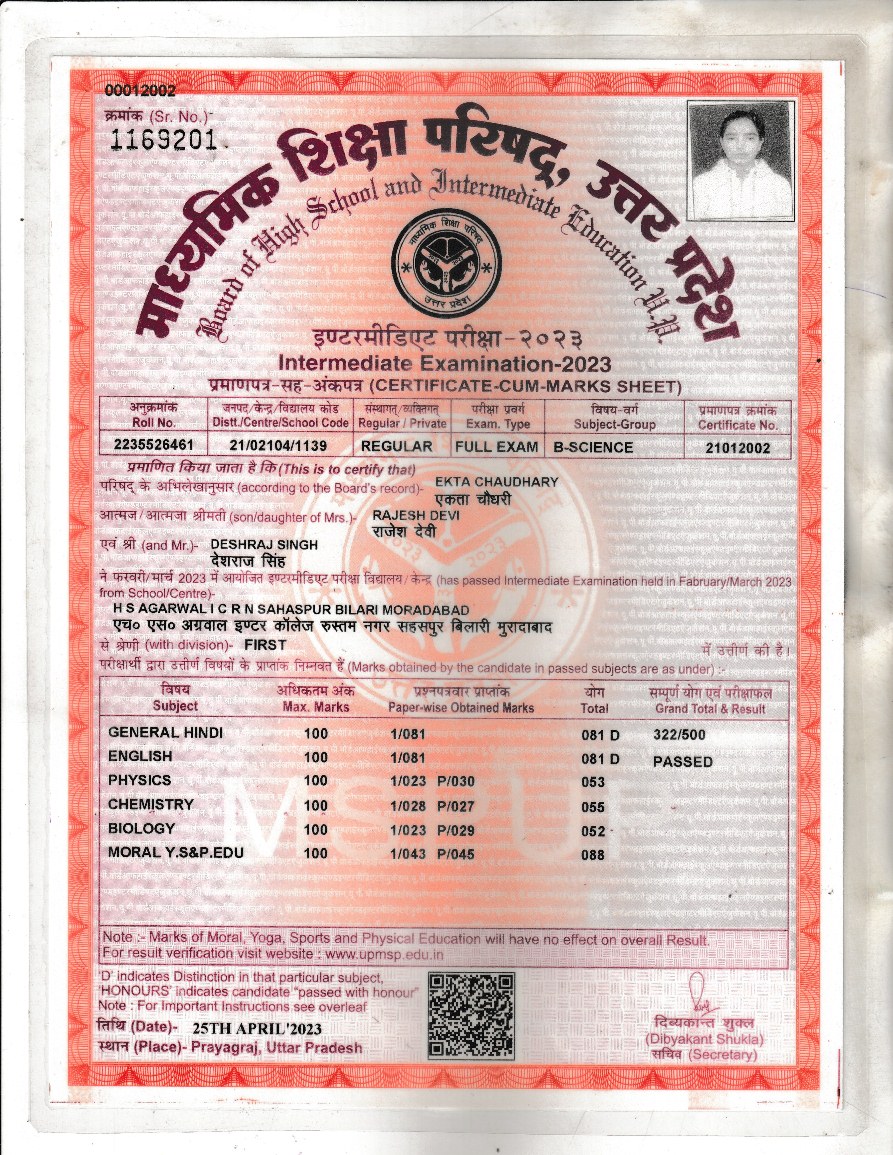 00012002
क्रमांक (Sr. No.)-
1169201
माध्यमिक शिक्षा परिषद्, उत्तर प्रदेश
Board of High School and Intermediate Education U.P.
माध्यमिक शिक्षा परिषद
उत्तर प्रदेश
इण्टरमीडिएट परीक्षा-२०२३
Intermediate Examination-2023
प्रमाणपत्र-सह-अंकपत्र (CERTIFICATE-CUM-MARKS SHEET)
अनुक्रमांक जनपद/केन्द्र/विद्यालय कोड संस्थागत/व्यक्तिगत परीक्षा प्रवर्ग विषय-वर्ग प्रमाणपत्र क्रमांक
Roll No. Distt./Centre/School Code Regular / Private Exam. Type Subject-Group Certificate No.
2235526461 21/02104/1139 REGULAR FULL EXAM B-SCIENCE 21012002
प्रमाणित किया जाता है कि (This is to certify that)
परिषद् के अभिलेखानुसार (according to the Board's record)- EKTA CHAUDHARY
एकता चौधरी
आत्मज/आत्मजा श्रीमती (son/daughter of Mrs.)- RAJESH DEVI
राजेश देवी
एवं श्री (and Mr.)- DESHRAJ SINGH
देशराज सिंह
ने फरवरी/मार्च 2023 में आयोजित इण्टरमीडिएट परीक्षा विद्यालय/केन्द्र (has passed Intermediate Examination held in Fabruary/March 2023
from School/Centre)-
H S AGARWAL I C R N SAHASPUR BILARI MORADABAD
एच० एस० अग्रवाल इण्टर कॉलेज रुस्तम नगर सहसपुर बिलारी मुरादाबाद
से श्रेणी (with division)- FIRST में उत्तीर्ण की है।
परीक्षार्थी द्वारा उत्तीर्ण विषयों के प्राप्तांक निम्नवत हैं (Marks obtained by the candidate in passed subjects are as under) :-
विषय अधिकतम अंक प्रश्नपत्रवार प्राप्तांक योग सम्पूर्ण योग एवं परीक्षाफल
Subject Max. Marks Paper-wise Obtained Marks Total Grand Total & Result
GENERAL HINDI 100 1/081 081 D 322/500
ENGLISH 100 1/081 081 D PASSED
PHYSICS 100 1/023 P/030 053
CHEMISTRY 100 1/028 P/027 055
BIOLOGY 100 1/023 P/029 052
MORAL Y.S&P.EDU 100 1/043 P/045 088
MSPUP
Note :- Marks of Moral, Yoga, Sports and Physical Education will have no effect on overall Result.
For result verification visit website : www.upmsp.edu.in
'D' indicates Distinction in that particular subject,
'HONOURS' indicates candidate "passed with honour"
Note : For Important Instructions see overleaf
तिथि (Date)- 25TH APRIL'2023
स्थान (Place)- Prayagraj, Uttar Pradesh
दिव्यकान्त शुक्ल
(Dibyakant Shukla)
सचिव (Secretary)